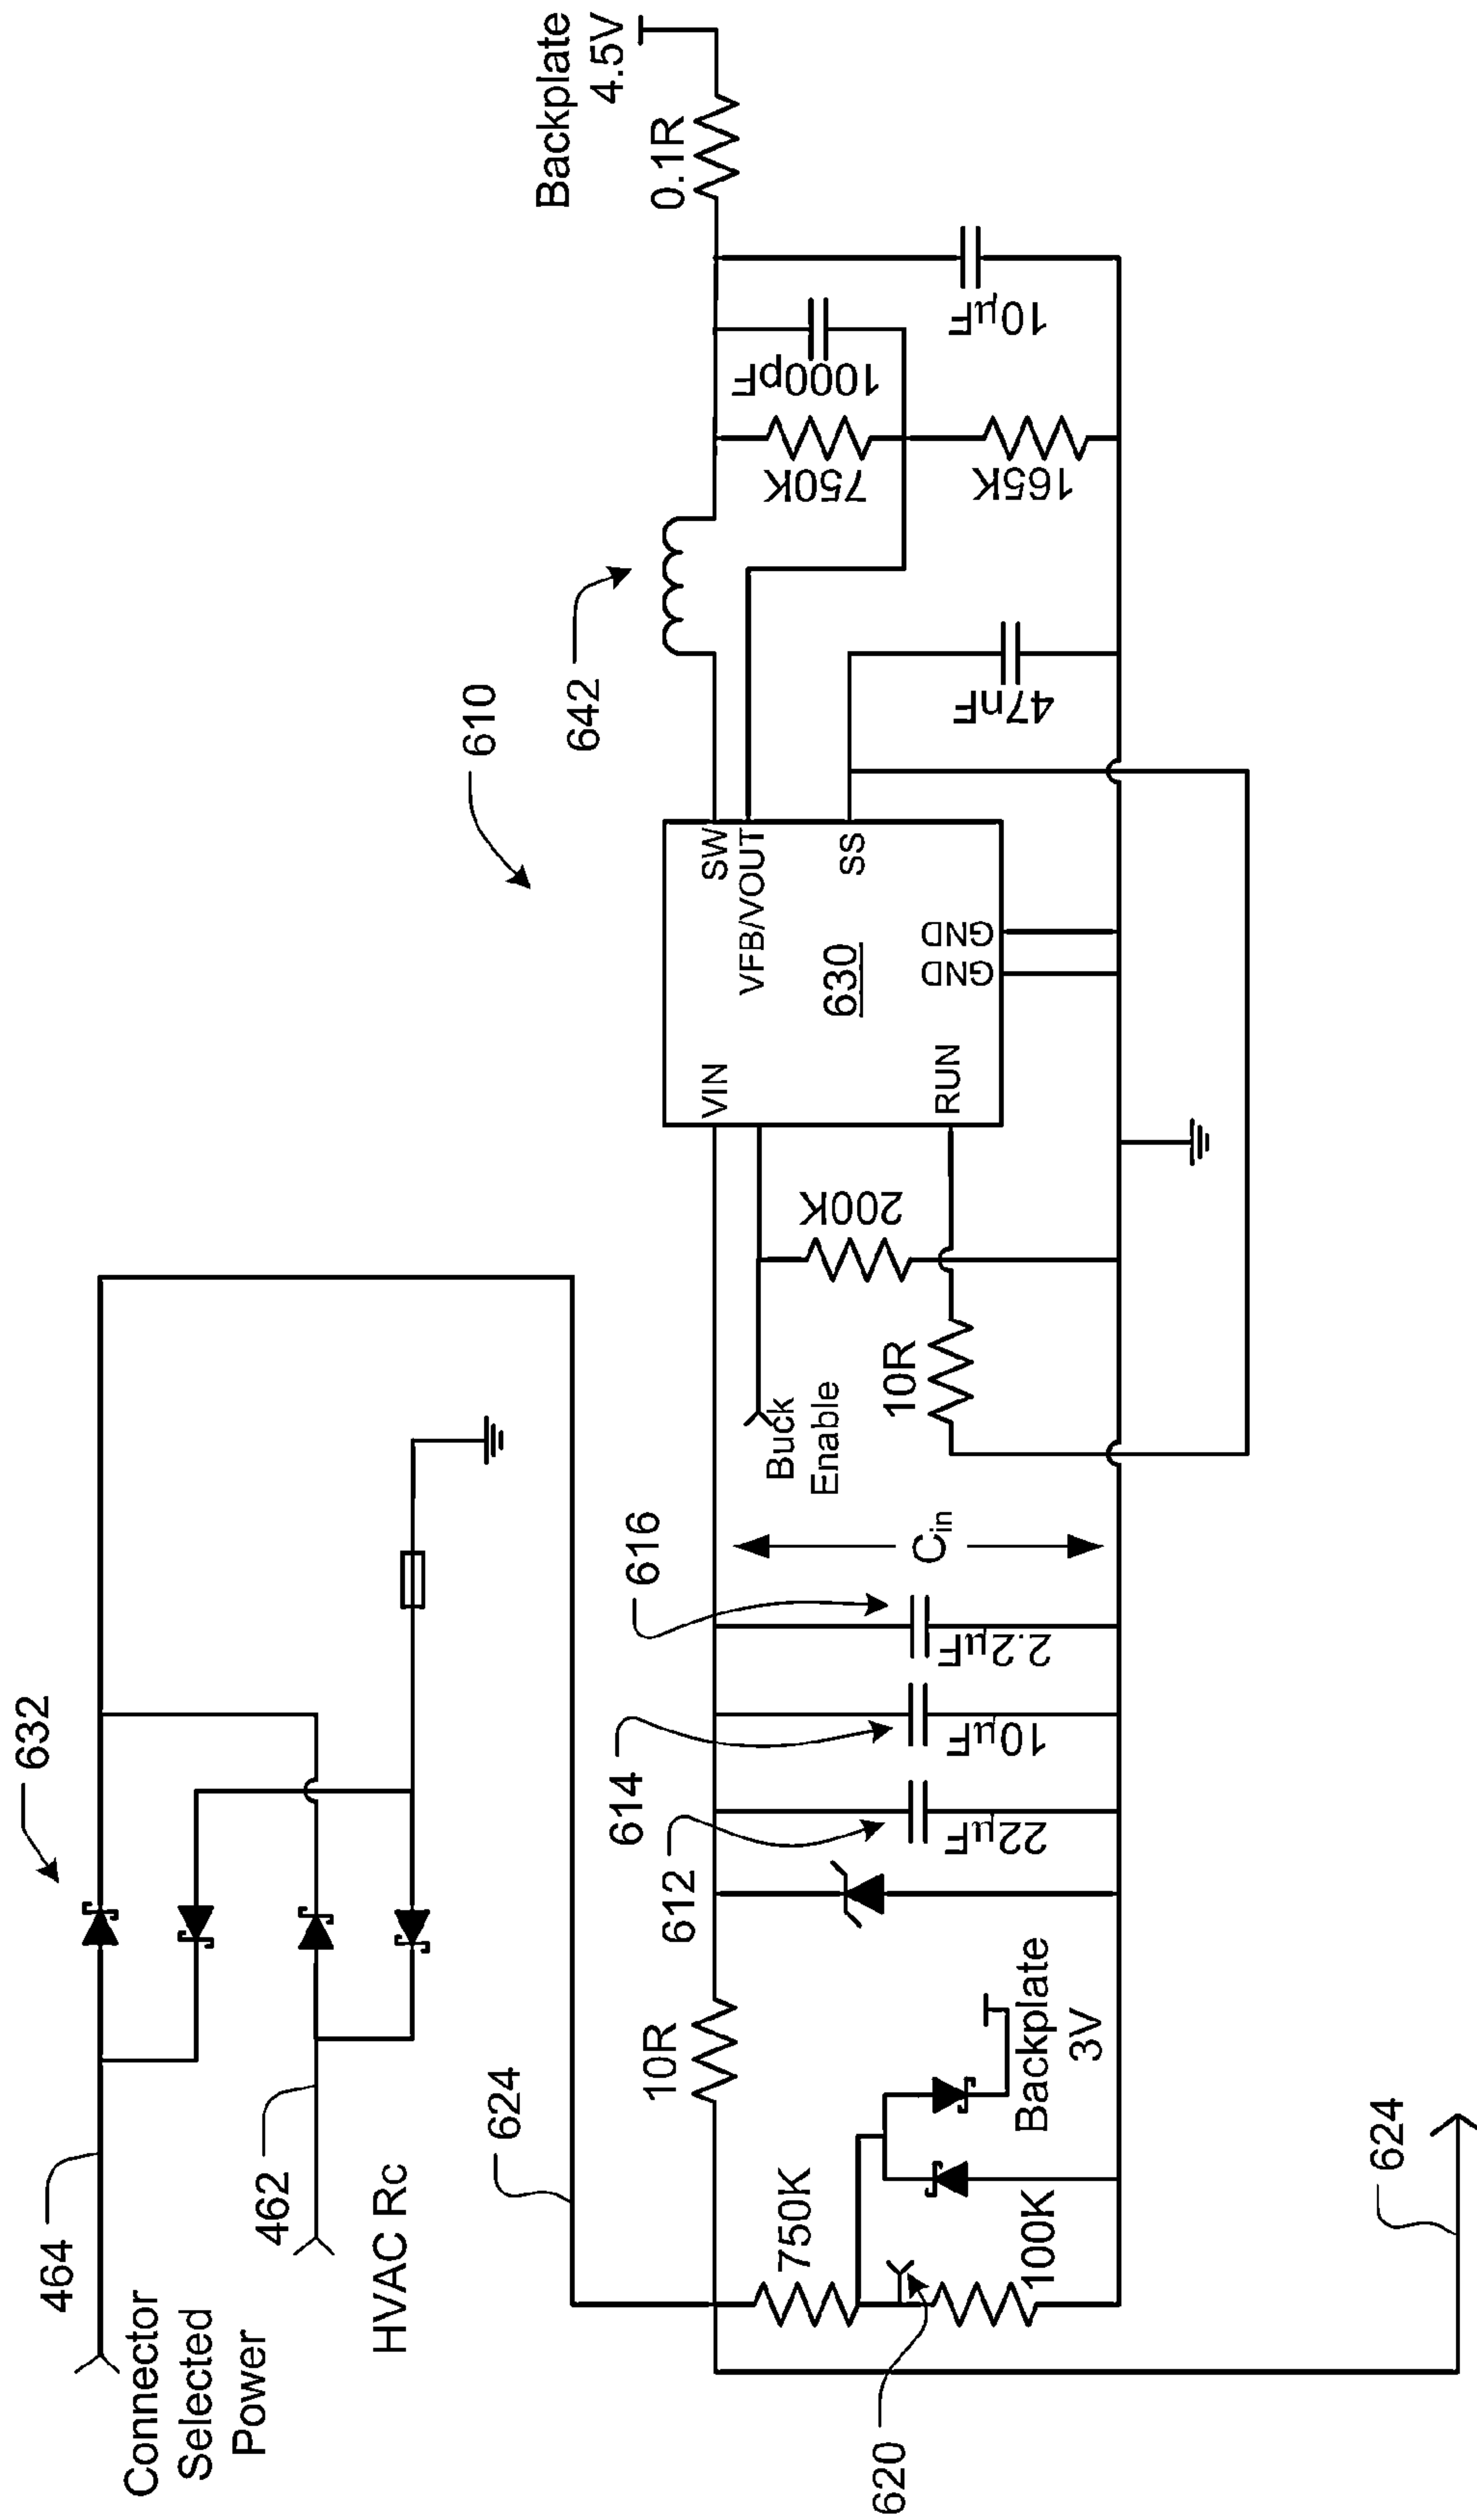 Connector
Selected
Power
464
462
HVAC Rc
632
624
10R
612
614
616
22µF
10µF
2.2µF
Cin
750K
100K
620
Backplate
3V
624
Buck
Enable
10R
200K
610
VIN
RUN
630
SW
VFB/VOUT
SS
GND
GND
642
47nF
750K
165K
1000pF
10µF
0.1R
Backplate
4.5V